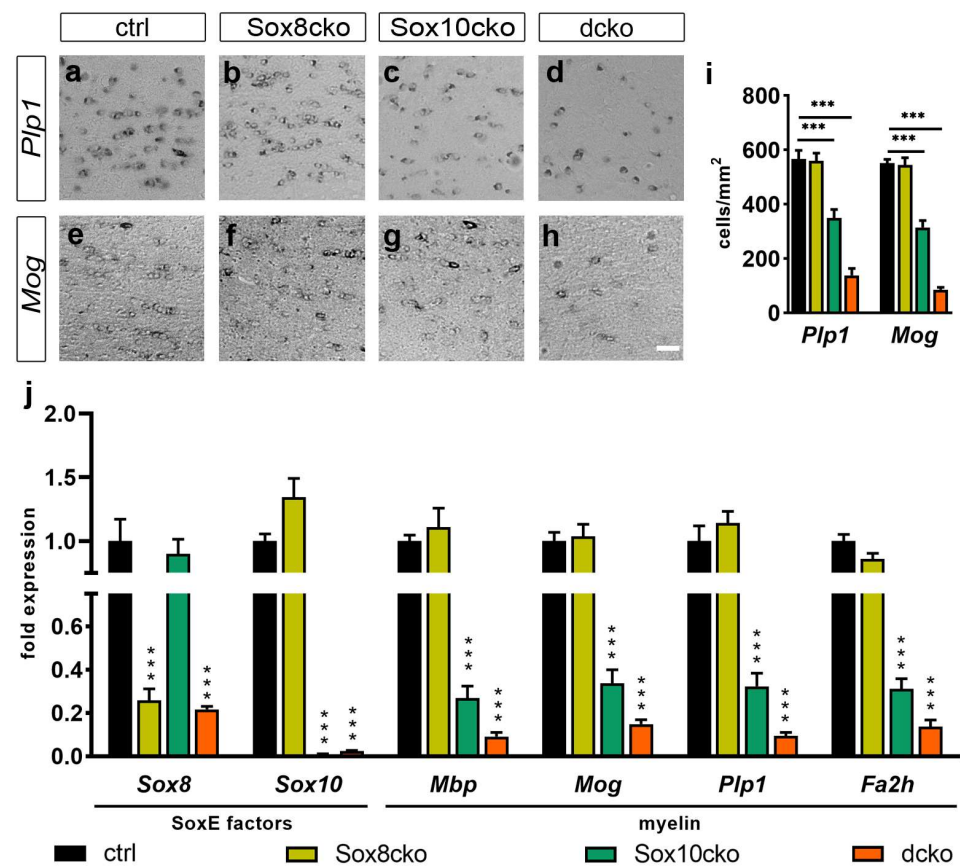 ctrl Sox8cko Sox10cko dcko
Plp1 a b c d
Mog e f g h
i
cells/mm²
800
600
400
200
0
*** ***
*** ***
Plp1 Mog
j
fold expression
2.0
1.5
1.0
0.6
0.4
0.2
0.0
*** *** *** *** *** *** *** *** *** *** *** ***
Sox8 Sox10 Mbp Mog Plp1 Fa2h
SoxE factors myelin
ctrl Sox8cko Sox10cko dcko